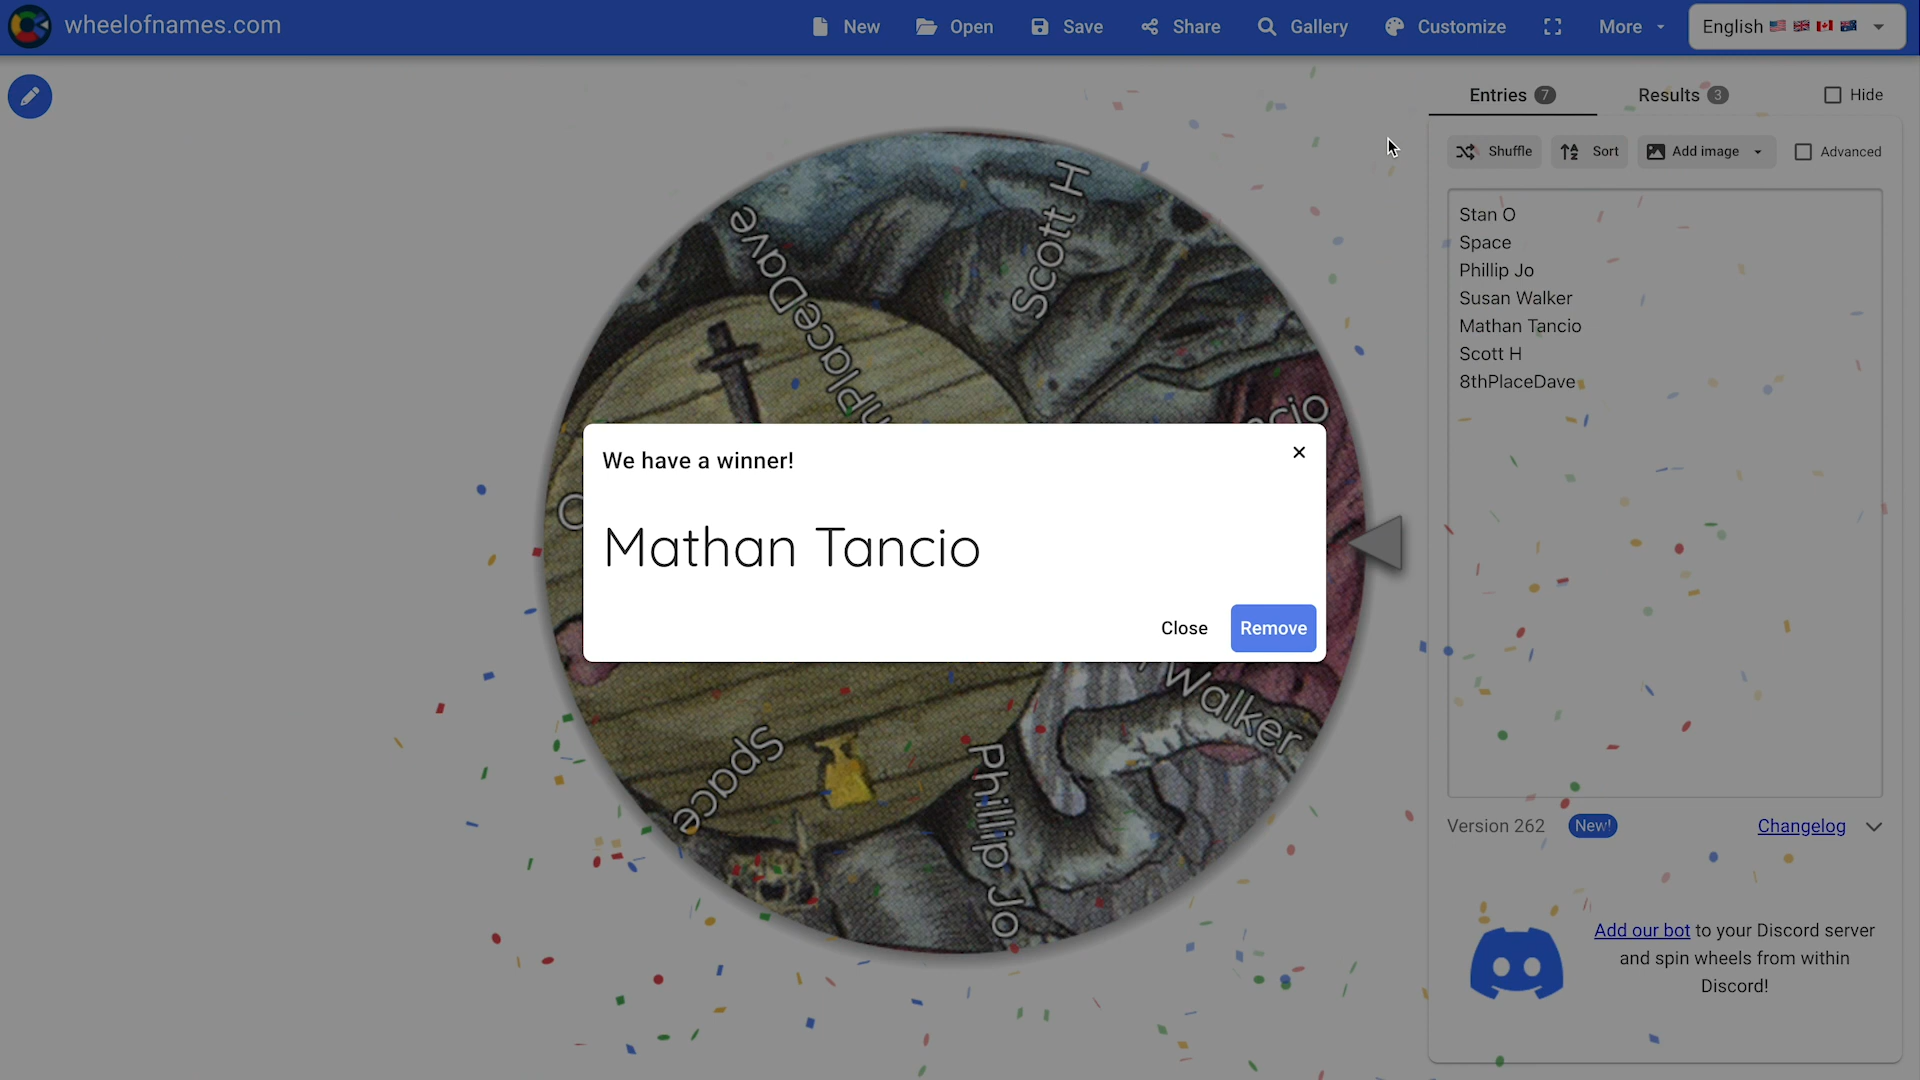 wheelofnames.com
New
Open
Save
Share
Gallery
Customize
More
English
Entries 7
Results 3
Hide
Shuffle
Sort
Add image
Advanced
Stan O
Space
Phillip Jo
Susan Walker
Mathan Tancio
Scott H
8thPlaceDave
Scott H
Walker
Phillip Jo
Space
We have a winner!
Mathan Tancio
Close
Remove
Version 262
New!
Changelog
Add our bot to your Discord server
and spin wheels from within
Discord!